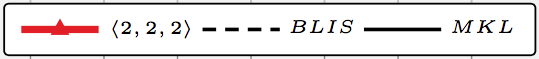 ⟨2, 2, 2⟩ BLIS MKL